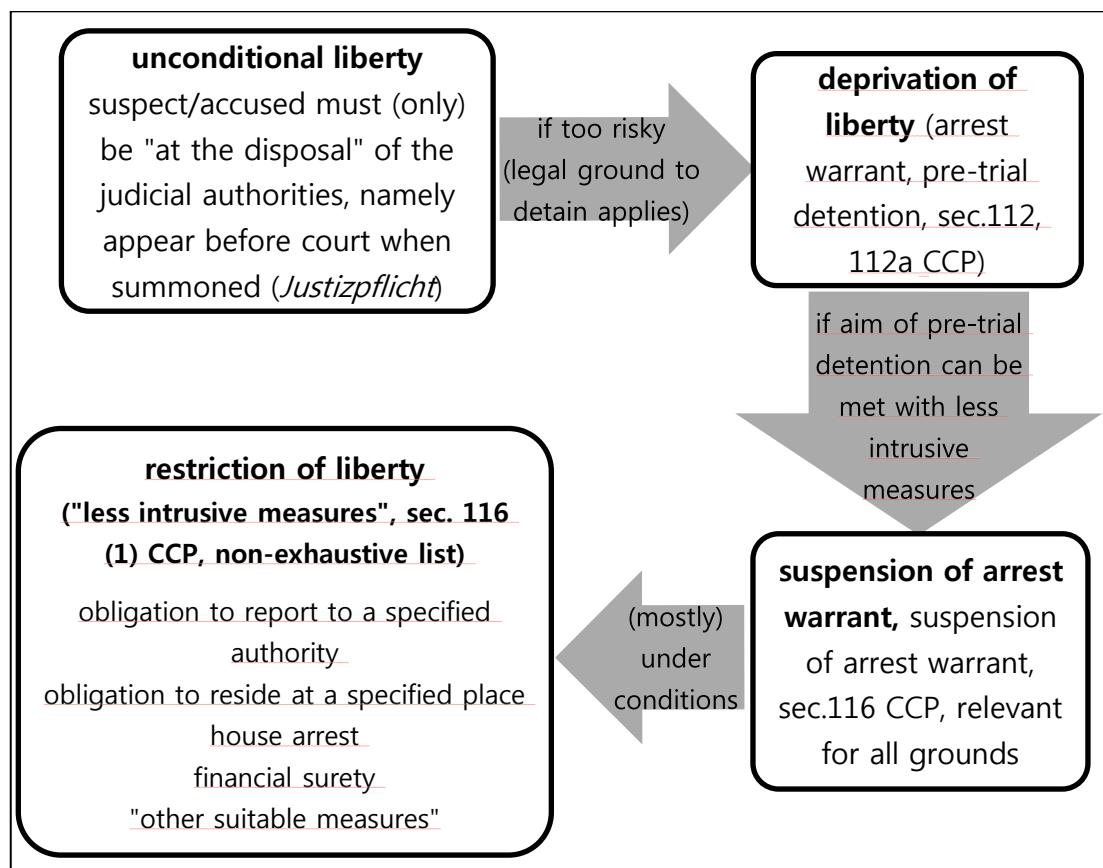 unconditional liberty
suspect/accused must (only)
be "at the disposal" of the
judicial authorities, namely
appear before court when
summoned (Justizpflicht)
if too risky
(legal ground to
detain applies)
deprivation of
liberty (arrest
warrant, pre-trial
detention, sec.112,
112a CCP)
if aim of pre-trial
detention can be
met with less
intrusive
measures
suspension of arrest
warrant, suspension
of arrest warrant,
sec.116 CCP, relevant
for all grounds
(mostly)
under
conditions
restriction of liberty
("less intrusive measures", sec. 116
(1) CCP, non-exhaustive list)
obligation to report to a specified
authority
obligation to reside at a specified place
house arrest
financial surety
"other suitable measures"